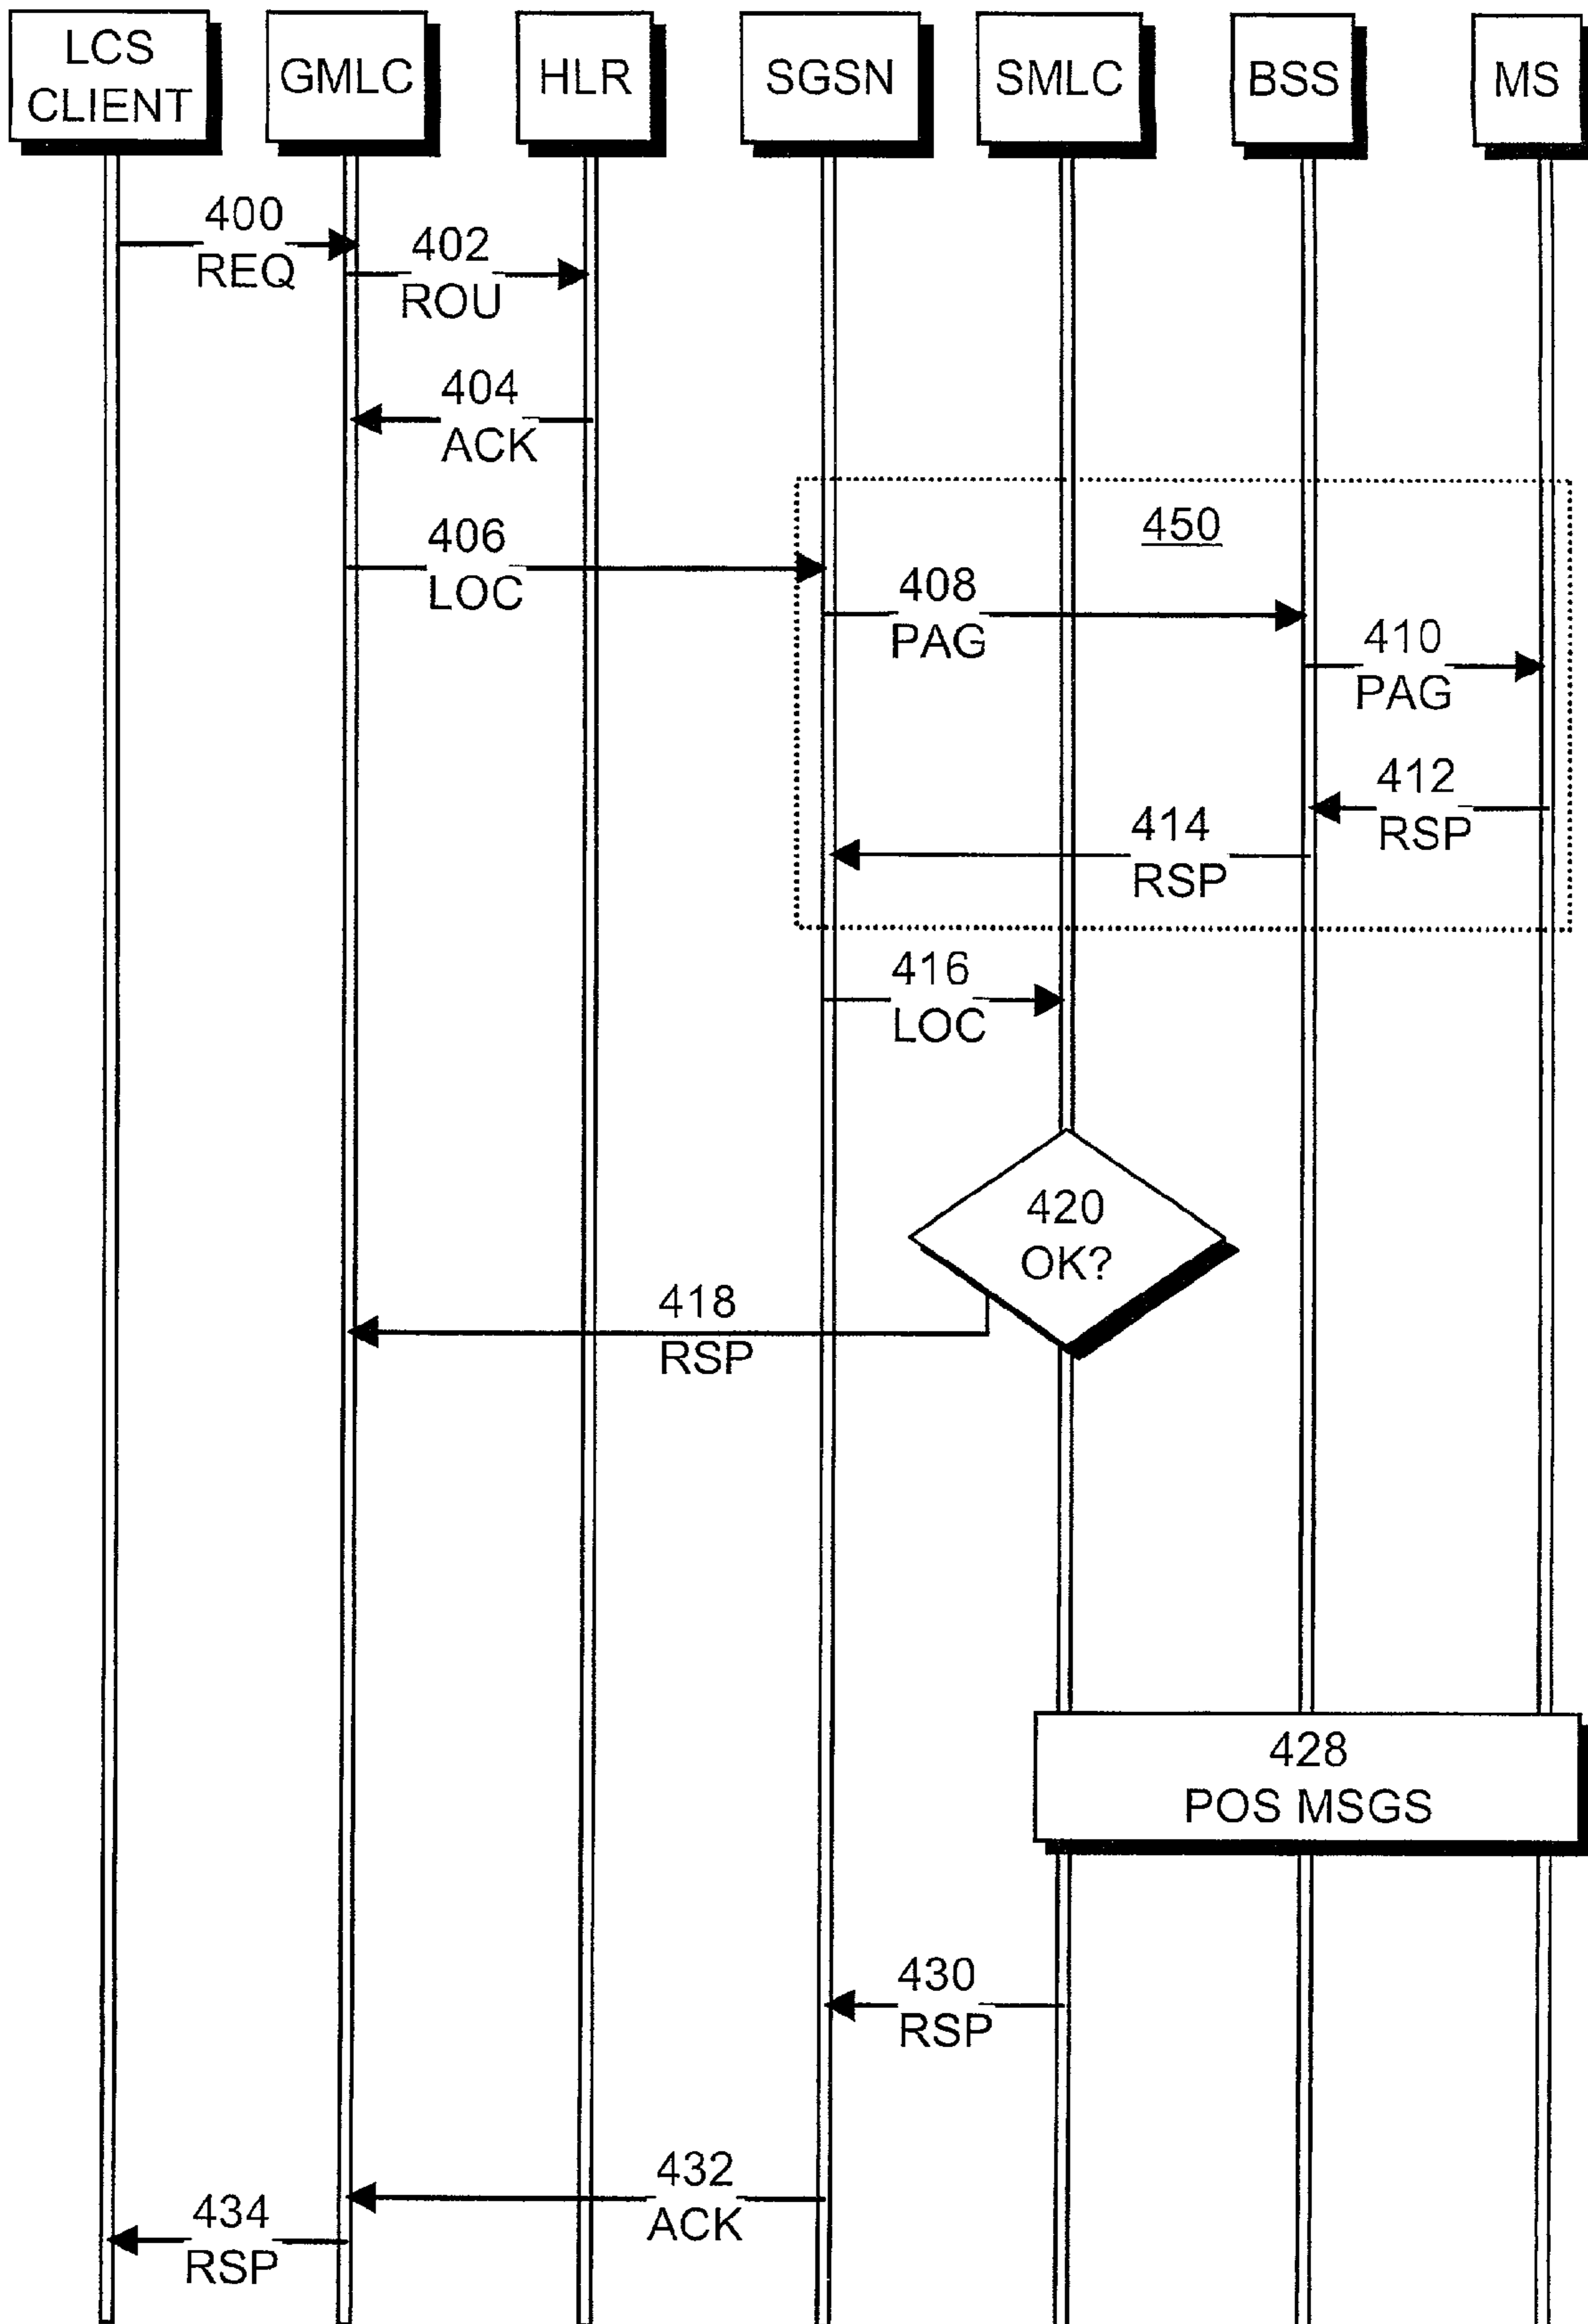 LCS
CLIENT
GMLC
HLR
SGSN
SMLC
BSS
MS
400
REQ
402
ROU
404
ACK
406
LOC
450
408
PAG
410
PAG
412
RSP
414
RSP
416
LOC
420
OK?
418
RSP
428
POS MSGS
430
RSP
432
ACK
434
RSP